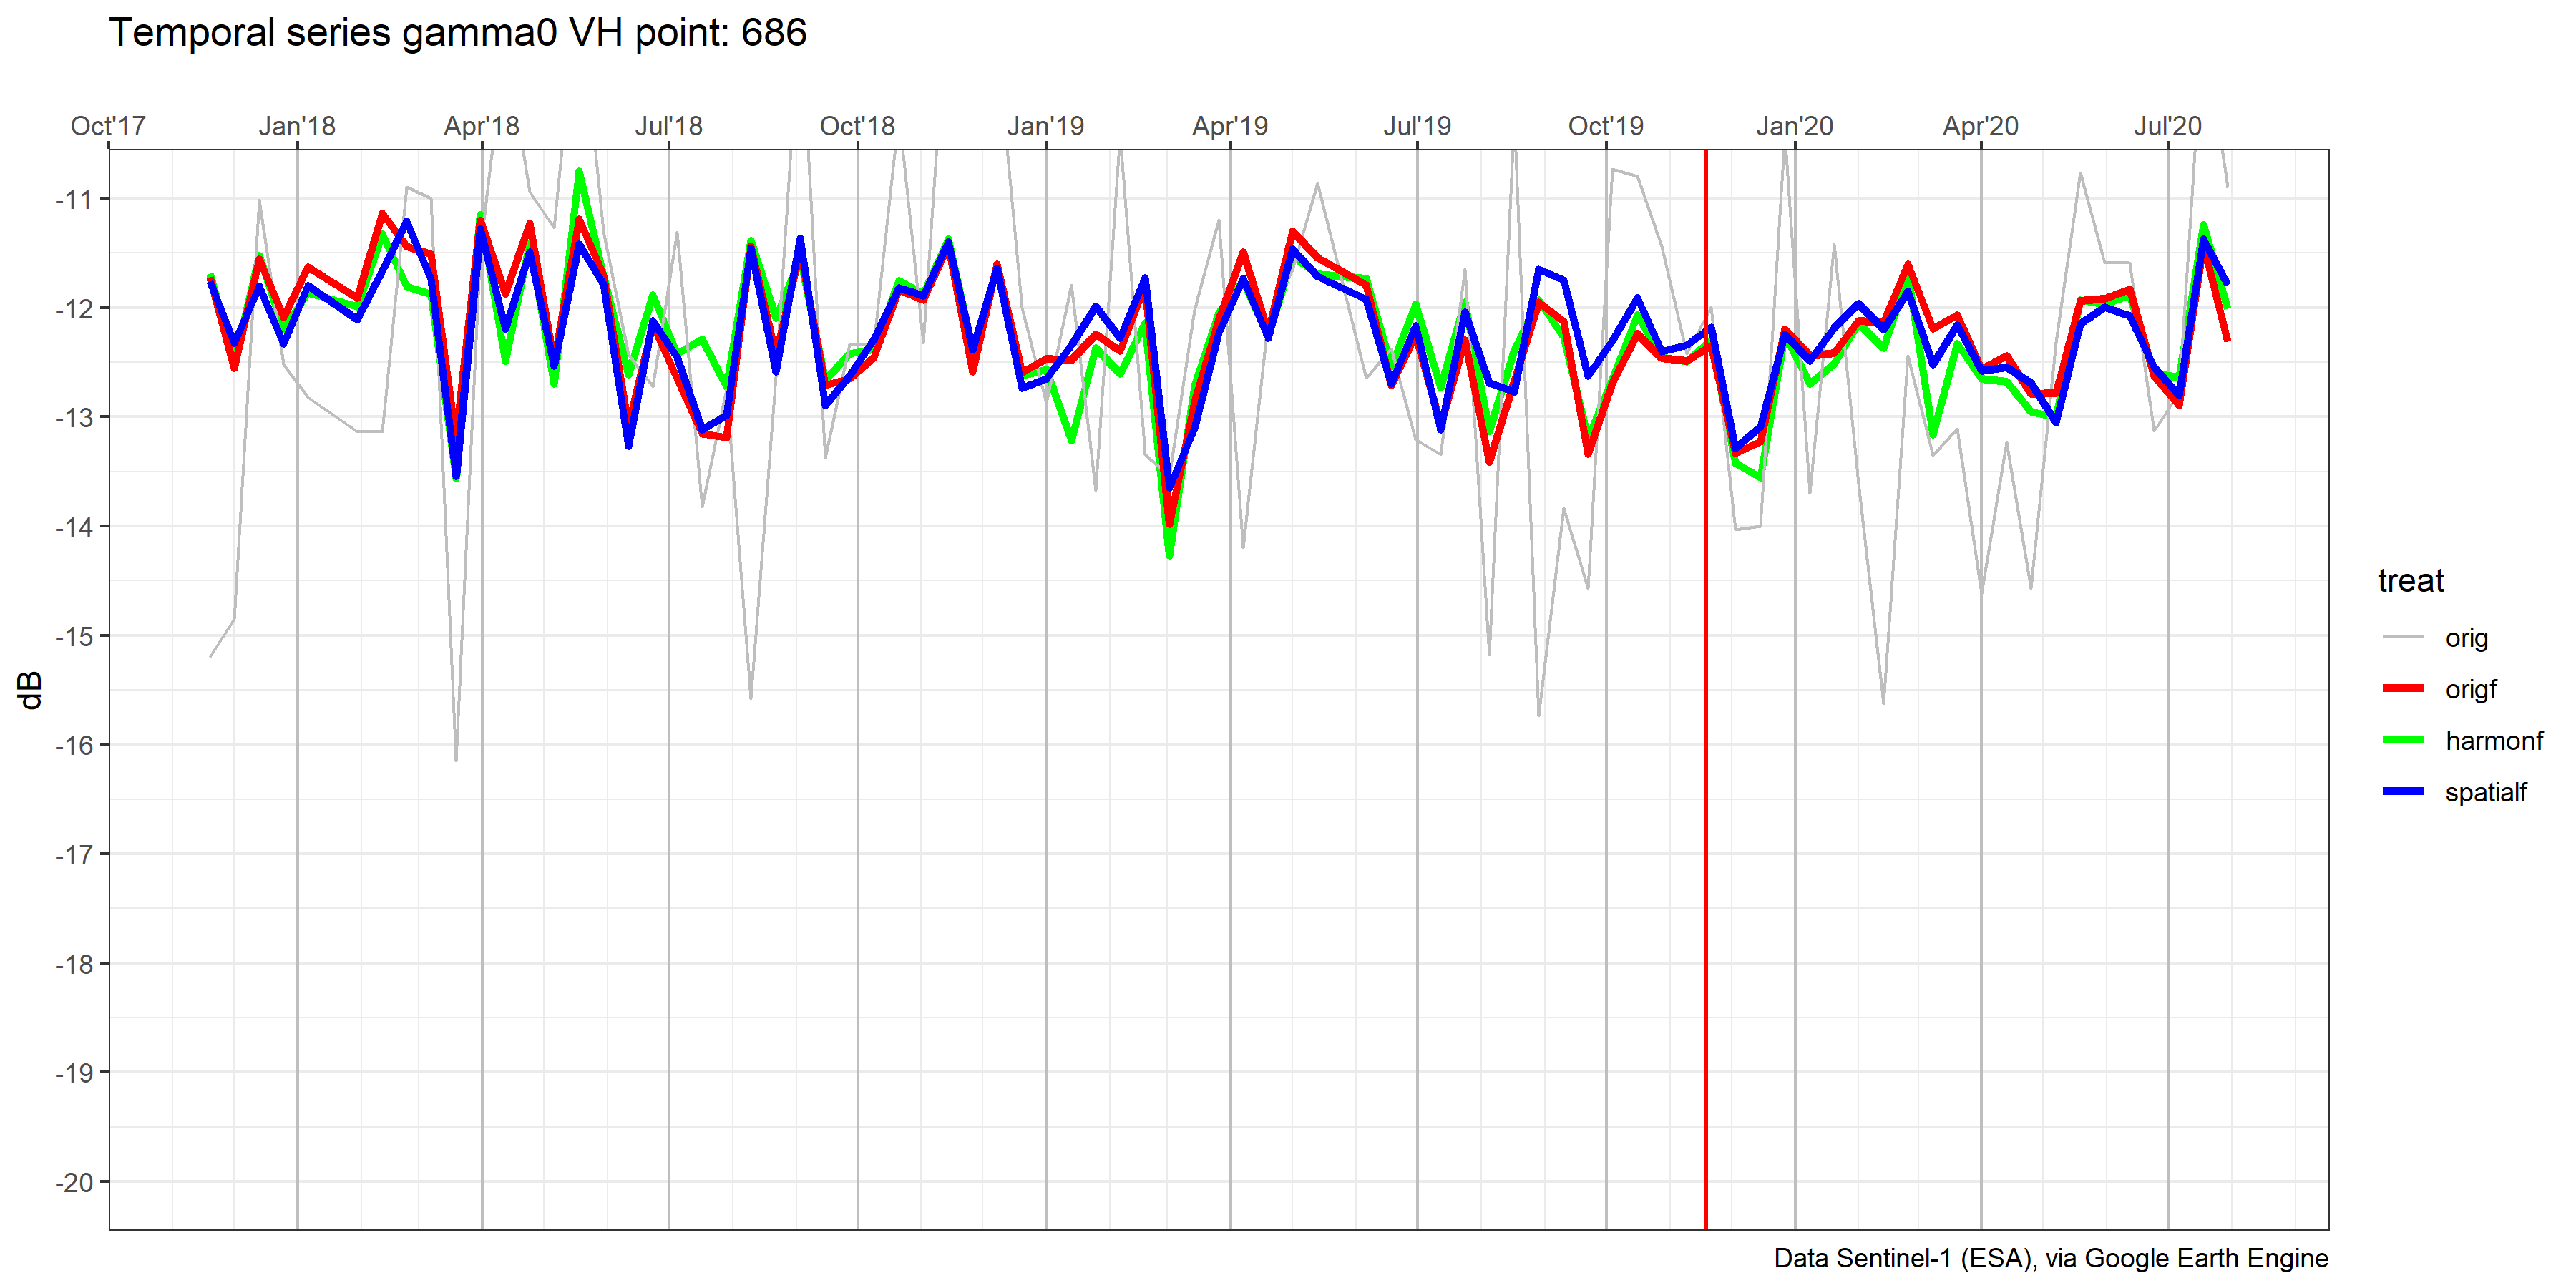 Temporal series gamma0 VH point: 686
Oct'17 Jan'18 Apr'18 Jul'18 Oct'18 Jan'19 Apr'19 Jul'19 Oct'19 Jan'20 Apr'20 Jul'20
-11
-12
-13
-14
-15
-16
-17
-18
-19
-20
dB
treat
orig
origf
harmonf
spatialf
Data Sentinel-1 (ESA), via Google Earth Engine